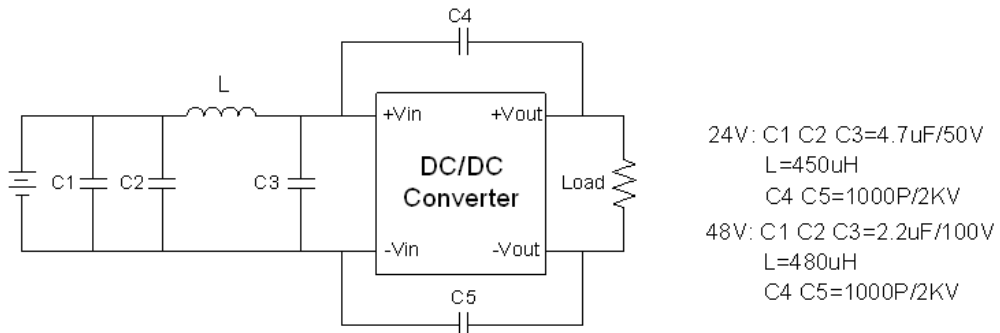 C4
L
+Vin
+Vout
C1
C2
C3
DC/DC
Converter
Load
-Vin
-Vout
C5
24V: C1 C2 C3=4.7uF/50V
L=450uH
C4 C5=1000P/2KV
48V: C1 C2 C3=2.2uF/100V
L=480uH
C4 C5=1000P/2KV